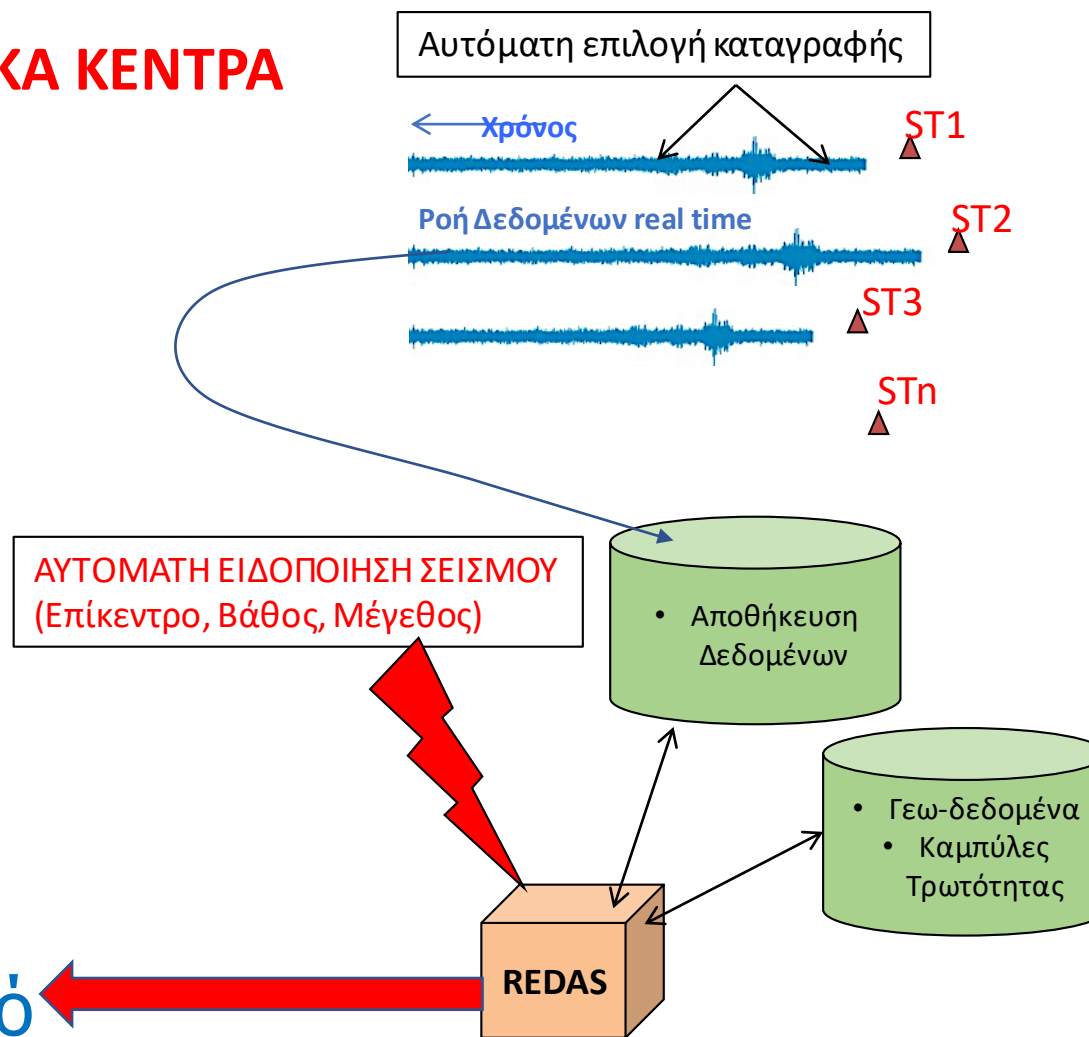 ΚΑ ΚΕΝΤΡΑ
Αυτόματη επιλογή καταγραφής
Χρόνος
ST1
Ροή Δεδομένων real time
ST2
ST3
STn
ΑΥΤΟΜΑΤΗ ΕΙΔΟΠΟΙΗΣΗ ΣΕΙΣΜΟΥ
(Επίκεντρο, Βάθος, Μέγεθος)
• Αποθήκευση
Δεδομένων
• Γεω-δεδομένα
• Καμπύλες
Τρωτότητας
REDAS
ό